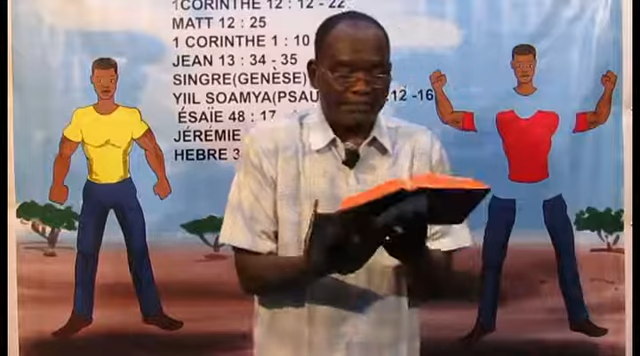 1CORINTHE 12 : 12 - 22
MATT 12 : 25
1 CORINTHE 1 : 10
JEAN 13 : 34 - 35
SINGRE(GENÈSE)
YIIL SOAMYA(PSAU 12 -16
ÉSAÏE 48 : 17
JÉRÉMIE
HEBRE 3